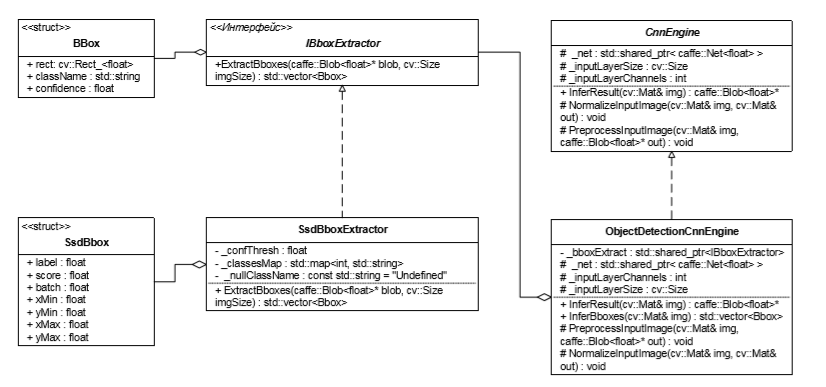 <<struct>>
BBox
+ rect: cv::Rect_<float>
+ className : std::string
+ confidence : float
<<Интерфейс>>
IBboxExtractor
+ExtractBboxes(caffe::Blob<float>* blob, cv::Size
imgSize) : std::vector<Bbox>
CnnEngine
# _net : std::shared_ptr< caffe::Net<float> >
# _inputLayerSize : cv::Size
# _inputLayerChannels : int
+ InferResult(cv::Mat& img) : caffe::Blob<float>*
# NormalizeInputImage(cv::Mat& img, cv::Mat&
out) : void
# PreprocessInputImage(cv::Mat& img,
caffe::Blob<float>* out) : void
<<struct>>
SsdBbox
+ label : float
+ score : float
+ batch : float
+ xMin : float
+ yMin : float
+ xMax : float
+ yMax : float
SsdBboxExtractor
- _confThresh : float
- _classesMap : std::map<int, std::string>
- _nullClassName : const std::string = "Undefined"
+ ExtractBboxes(caffe::Blob<float>* blob, cv::Size
imgSize) : std::vector<Bbox>
ObjectDetectionCnnEngine
- _bboxExtract : std::shared_ptr<IBboxExtractor>
# _net : std::shared_ptr< caffe::Net<float> >
# _inputLayerChannels : int
# _inputLayerSize : cv::Size
+ InferResult(cv::Mat& img) : caffe::Blob<float>*
+ InferBboxes(cv::Mat& img) : std::vector<Bbox>
# PreprocessInputImage(cv::Mat& img,
caffe::Blob<float>* out) : void
# NormalizeInputImage(cv::Mat& img, cv::Mat&
out) : void